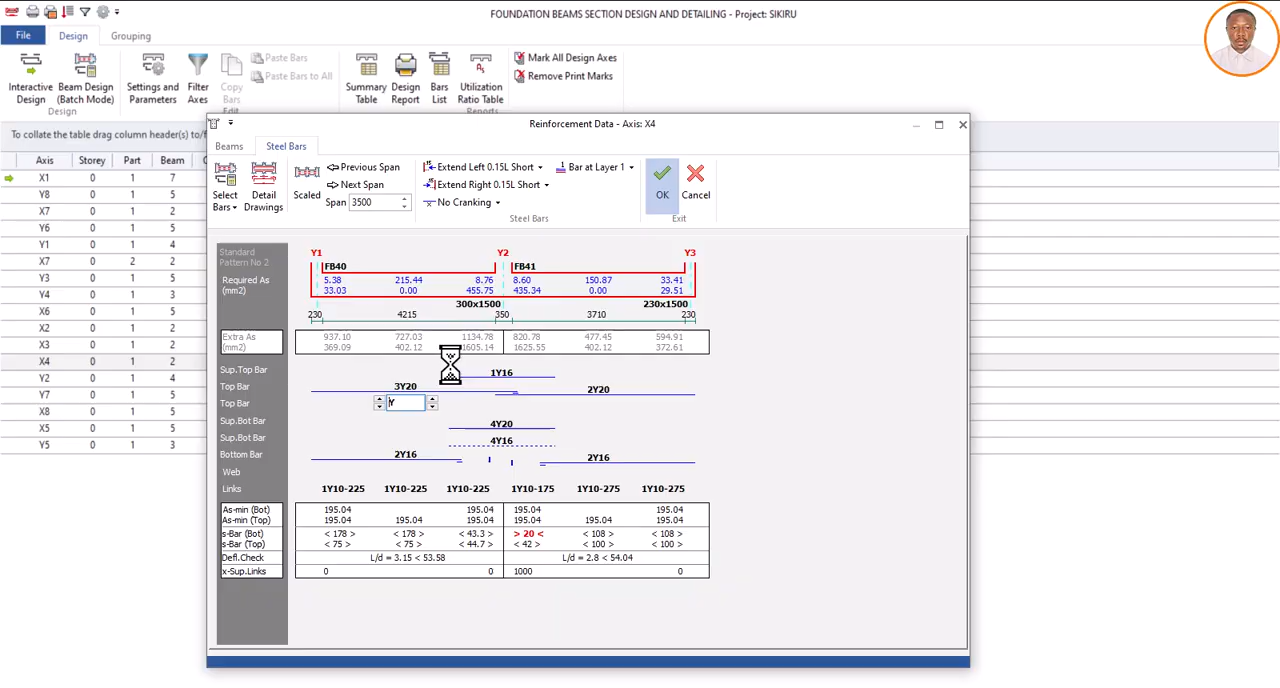 FOUNDATION BEAMS SECTION DESIGN AND DETAILING - Project: SIKIRU
File Design Grouping
Interactive Design
Beam Design (Batch Mode)
Settings and Parameters
Filter Axes
Copy Bars
Paste Bars
Paste Bars to All
Edit
Design
Summary Table
Design Report
Bars List
Utilization Ratio Table
Reports
Mark All Design Axes
Remove Print Marks
To collate the table drag column header(s) to/f
Axis Storey Part Beam
X1 0 1 7
Y8 0 1 5
X7 0 1 2
Y6 0 1 5
Y1 0 1 4
X7 0 2 2
Y3 0 1 5
Y4 0 1 3
X6 0 1 5
X2 0 1 2
X3 0 1 2
X4 0 1 2
Y2 0 1 4
Y7 0 1 5
X8 0 1 5
X5 0 1 5
Y5 0 1 3
Reinforcement Data - Axis: X4
Beams Steel Bars
Select Bars
Detail Drawings
Scaled
Previous Span
Next Span
Span 3500
Extend Left 0.15L Short
Extend Right 0.15L Short
No Cranking
Bar at Layer 1
Steel Bars
OK
Cancel
Exit
Standard
Pattern No 2
Y1 Y2 Y3
FB40 FB41
Required As 5.38 215.44 8.76 8.60 150.87 33.41
(mm2) 33.03 0.00 455.75 435.34 0.00 29.51
300x1500 230x1500
230 4215 350 3710 230
Extra As 937.10 727.03 1134.78 820.78 477.45 594.91
(mm2) 369.09 402.12 1605.14 1625.55 402.12 372.61
Sup.Top Bar 1Y16
Top Bar 3Y20 2Y20
Top Bar Y
Sup.Bot Bar 4Y20
Sup.Bot Bar 4Y16
Bottom Bar 2Y16 2Y16
Web
Links 1Y10-225 1Y10-225 1Y10-225 1Y10-175 1Y10-275 1Y10-275
As-min (Bot) 195.04 195.04 195.04 195.04
As-min (Top) 195.04 195.04 195.04 195.04 195.04 195.04
s-Bar (Bot) < 178 > < 178 > < 43.3 > > 20 < < 108 > < 108 >
s-Bar (Top) < 75 > < 75 > < 44.7 > < 42 > < 100 > < 100 >
Defl.Check L/d = 3.15 < 53.58 L/d = 2.8 < 54.04
x-Sup.Links 0 0 1000 0